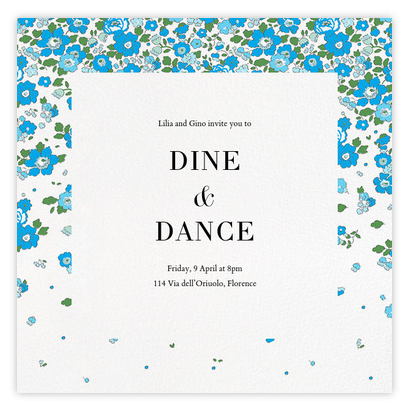 Lilia and Gino invite you to
DINE
&
DANCE
Friday, 9 April at 8pm
114 Via dell'Oriuolo, Florence